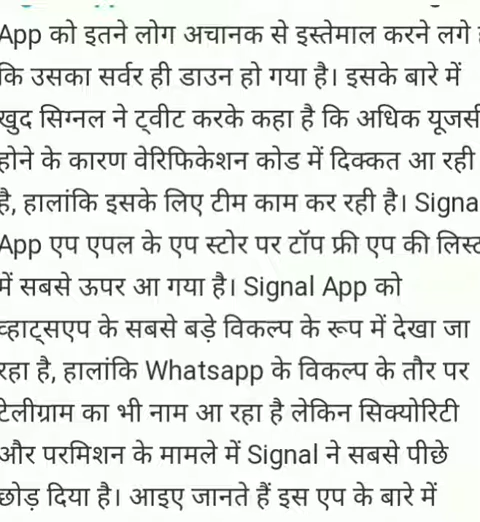 App को इतने लोग अचानक से इस्तेमाल करने लगे
कि उसका सर्वर ही डाउन हो गया है। इसके बारे में
खुद सिग्नल ने ट्वीट करके कहा है कि अधिक यूजर्स
होने के कारण वेरिफिकेशन कोड में दिक्कत आ रही
है, हालांकि इसके लिए टीम काम कर रही है। Signa
App एप एपल के एप स्टोर पर टॉप फ्री एप की लिस्ट
में सबसे ऊपर आ गया है। Signal App को
व्हाट्सएप के सबसे बड़े विकल्प के रूप में देखा जा
रहा है, हालांकि Whatsapp के विकल्प के तौर पर
टेलीग्राम का भी नाम आ रहा है लेकिन सिक्योरिटी
और परमिशन के मामले में Signal ने सबसे पीछे
छोड़ दिया है। आइए जानते हैं इस एप के बारे में